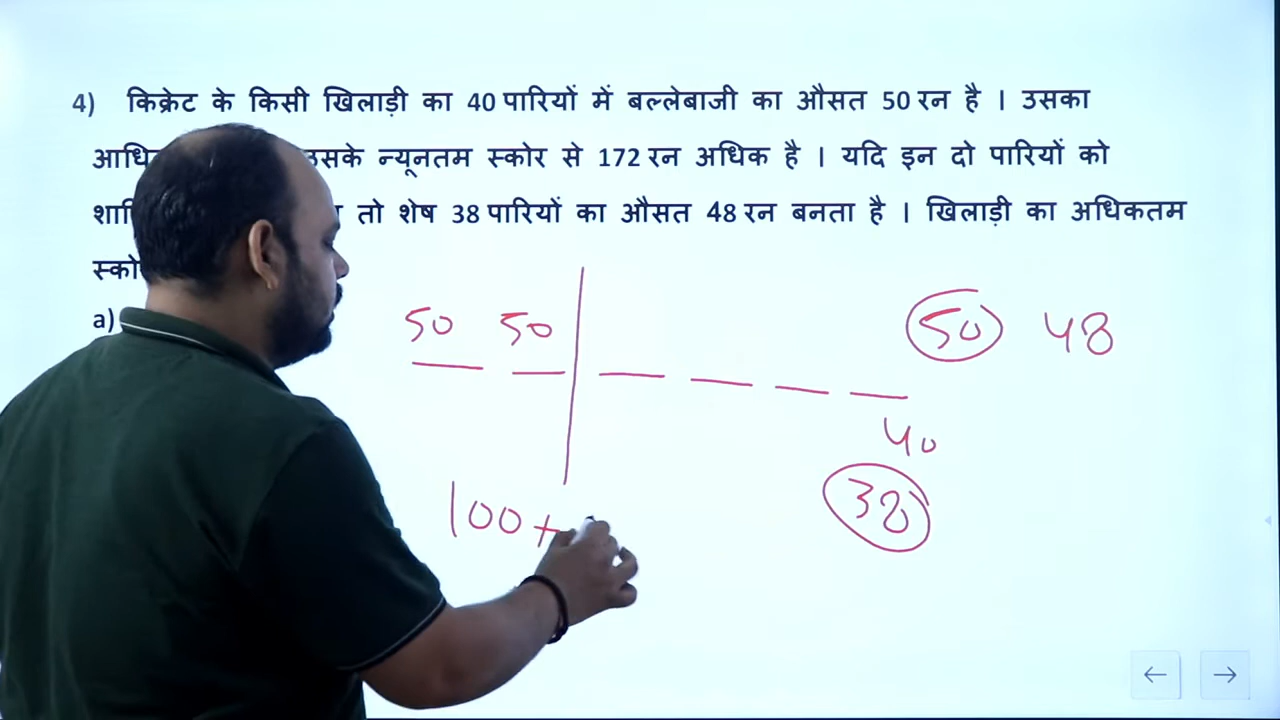 4) किक्रेट के किसी खिलाड़ी का 40 पारियों में बल्लेबाजी का औसत 50 रन है । उसका
आधि उसके न्यूनतम स्कोर से 172 रन अधिक है । यदि इन दो पारियों को
शामि तो शेष 38 पारियों का औसत 48 रन बनता है । खिलाड़ी का अधिकतम
स्को
a)
50 50 50 48
40
38
100+